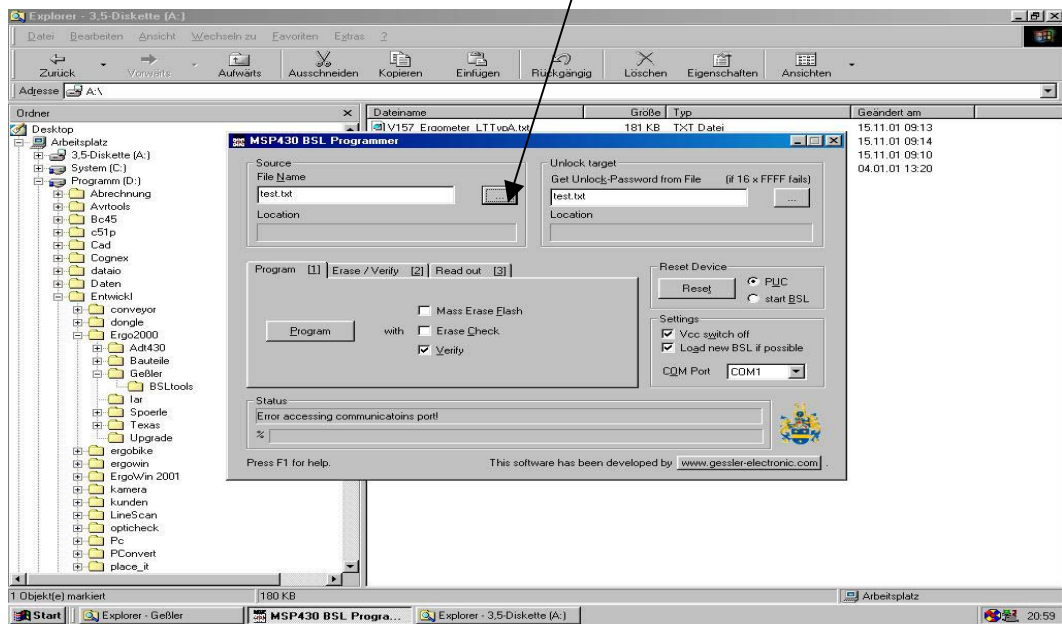 Explorer - 3,5-Diskette (A:)
Datei Bearbeiten Ansicht Wechseln zu Favoriten Extras ?
Zurück Vorwärts Aufwärts Ausschneiden Kopieren Einfügen Rückgängig Löschen Eigenschaften Ansichten
Adresse A:\
Ordner
Desktop
Arbeitsplatz
3,5-Diskette (A:)
System (C:)
Programm (D:)
Abrechnung
Avrtools
Bc45
c51p
Cad
Cognex
dataio
Daten
Entwickl
conveyor
dongle
Ergo2000
Adt430
Bauteile
Geßler
BSLtools
Iar
Spoerle
Texas
Upgrade
ergobike
ergowin
ErgoWin 2001
kamera
kunden
LineScan
opticheck
Pc
PConvert
place_it
Dateiname Größe Typ Geändert am
V157_Ergometer_LTTypA.txt 181 KB TXT Datei 15.11.01 09:13
15.11.01 09:14
15.11.01 09:10
04.01.01 13:20
MSP430 BSL Programmer
Source
File Name
test.txt ...
Location
Unlock target
Get Unlock-Password from File (if 16 x FFFF fails)
test.txt ...
Location
Program [1] Erase / Verify [2] Read out [3]
Program with
Mass Erase Flash
Erase Check
Verify
Reset Device
Reset
PUC
start BSL
Settings
Vcc switch off
Load new BSL if possible
COM Port COM1
Status
Error accessing communicatoins port!
%
Press F1 for help. This software has been developed by www.gessler-electronic.com .
1 Objekt(e) markiert 180 KB Arbeitsplatz
Start Explorer - Geßler MSP430 BSL Progra... Explorer - 3,5-Diskette (A:) 20:59